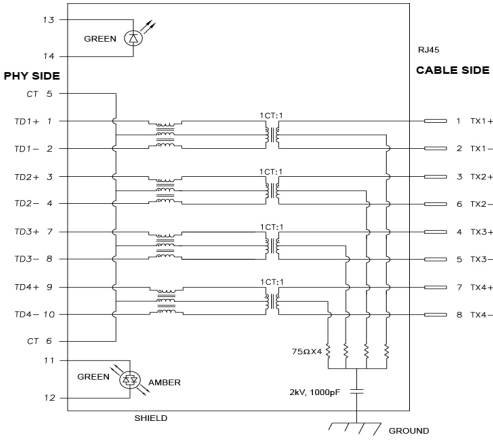 13
GREEN
14
RJ45
PHY SIDE
CABLE SIDE
CT 5
TD1+ 1
1CT:1
1 TX1+
TD1- 2
2 TX1-
TD2+ 3
1CT:1
3 TX2+
TD2- 4
6 TX2-
TD3+ 7
1CT:1
4 TX3+
TD3- 8
5 TX3-
TD4+ 9
1CT:1
7 TX4+
TD4- 10
8 TX4-
CT 6
75ΩX4
11
GREEN
AMBER
12
2kV, 1000pF
SHIELD
GROUND